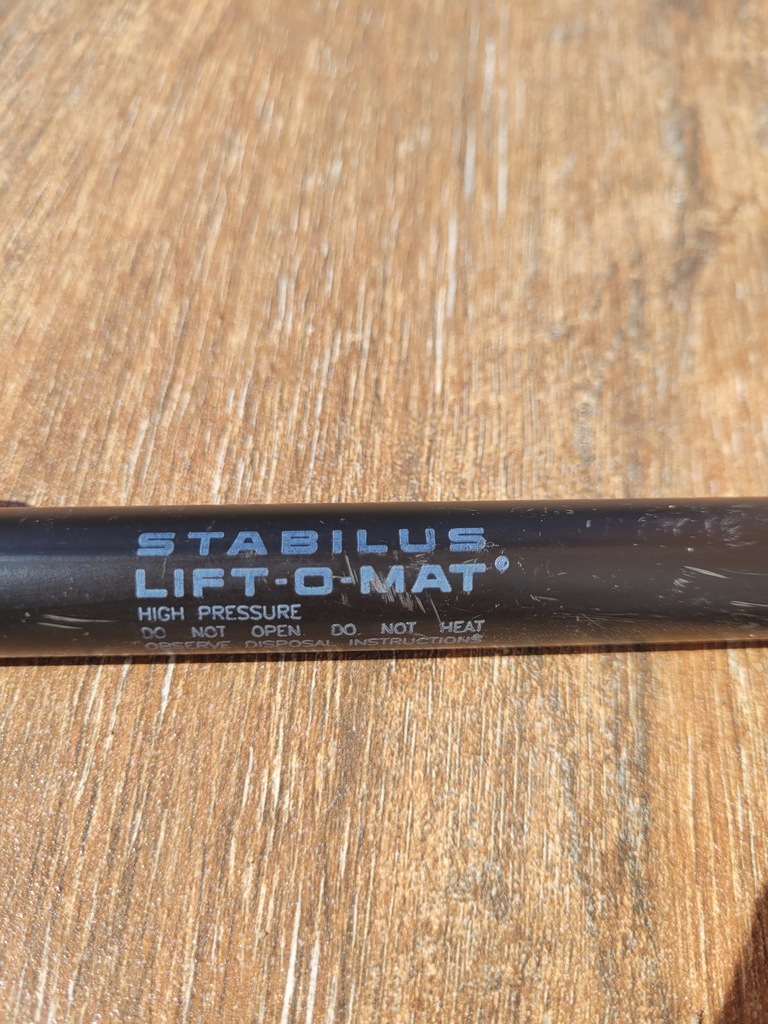 STABILUS
LIFT-O-MAT®
HIGH PRESSURE
DO NOT OPEN DO NOT HEAT
OBSERVE DISPOSAL INSTRUCTIONS